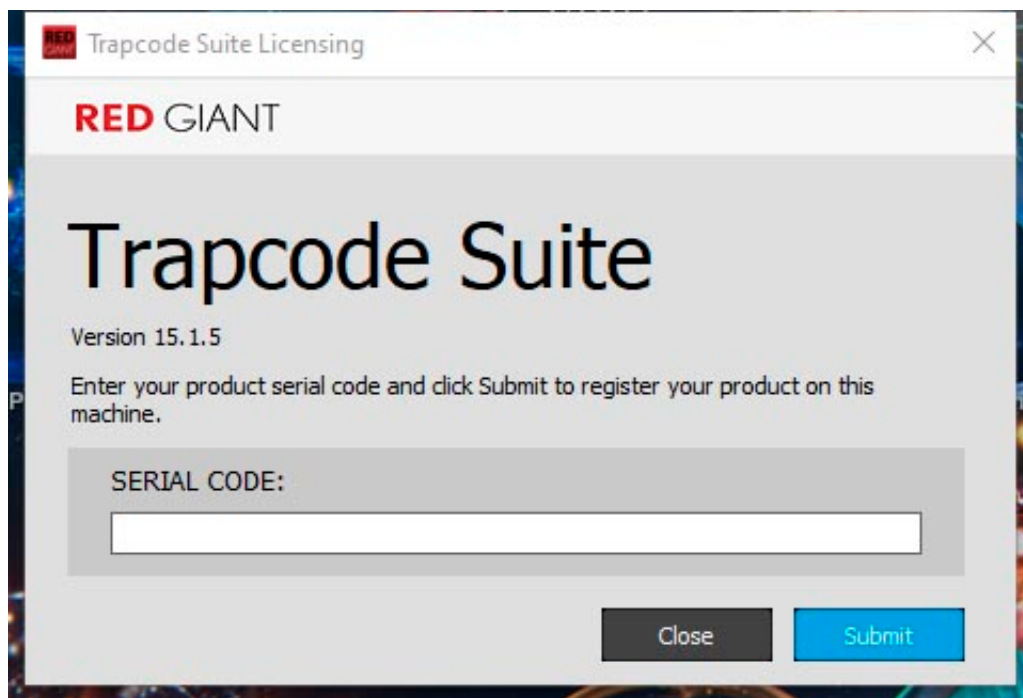 RED GIANT
Trapcode Suite Licensing
RED GIANT
Trapcode Suite
Version 15.1.5
Enter your product serial code and click Submit to register your product on this
machine.
SERIAL CODE:
Close
Submit